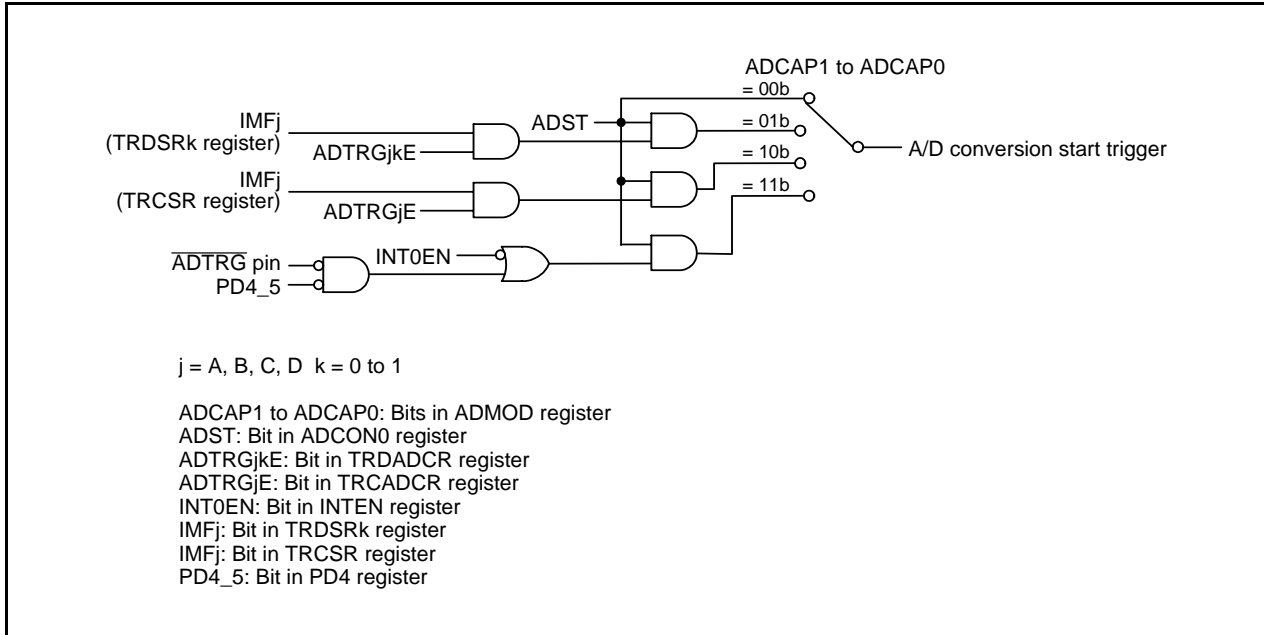 ADCAP1 to ADCAP0
= 00b
IMFj
(TRDSRk register)
ADTRGjkE
ADST
= 01b
A/D conversion start trigger
= 10b
IMFj
(TRCSR register)
ADTRGjE
= 11b
ADTRG pin
PD4_5
INT0EN
j = A, B, C, D k = 0 to 1
ADCAP1 to ADCAP0: Bits in ADMOD register
ADST: Bit in ADCON0 register
ADTRGjkE: Bit in TRDADCR register
ADTRGjE: Bit in TRCADCR register
INT0EN: Bit in INTEN register
IMFj: Bit in TRDSRk register
IMFj: Bit in TRCSR register
PD4_5: Bit in PD4 register